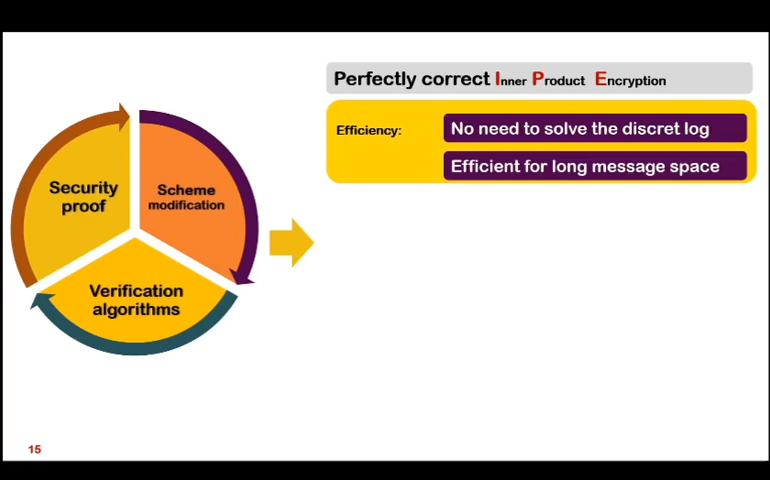 Perfectly correct Inner Product Encryption
Efficiency:
No need to solve the discret log
Efficient for long message space
Security
proof
Scheme
modification
Verification
algorithms
15